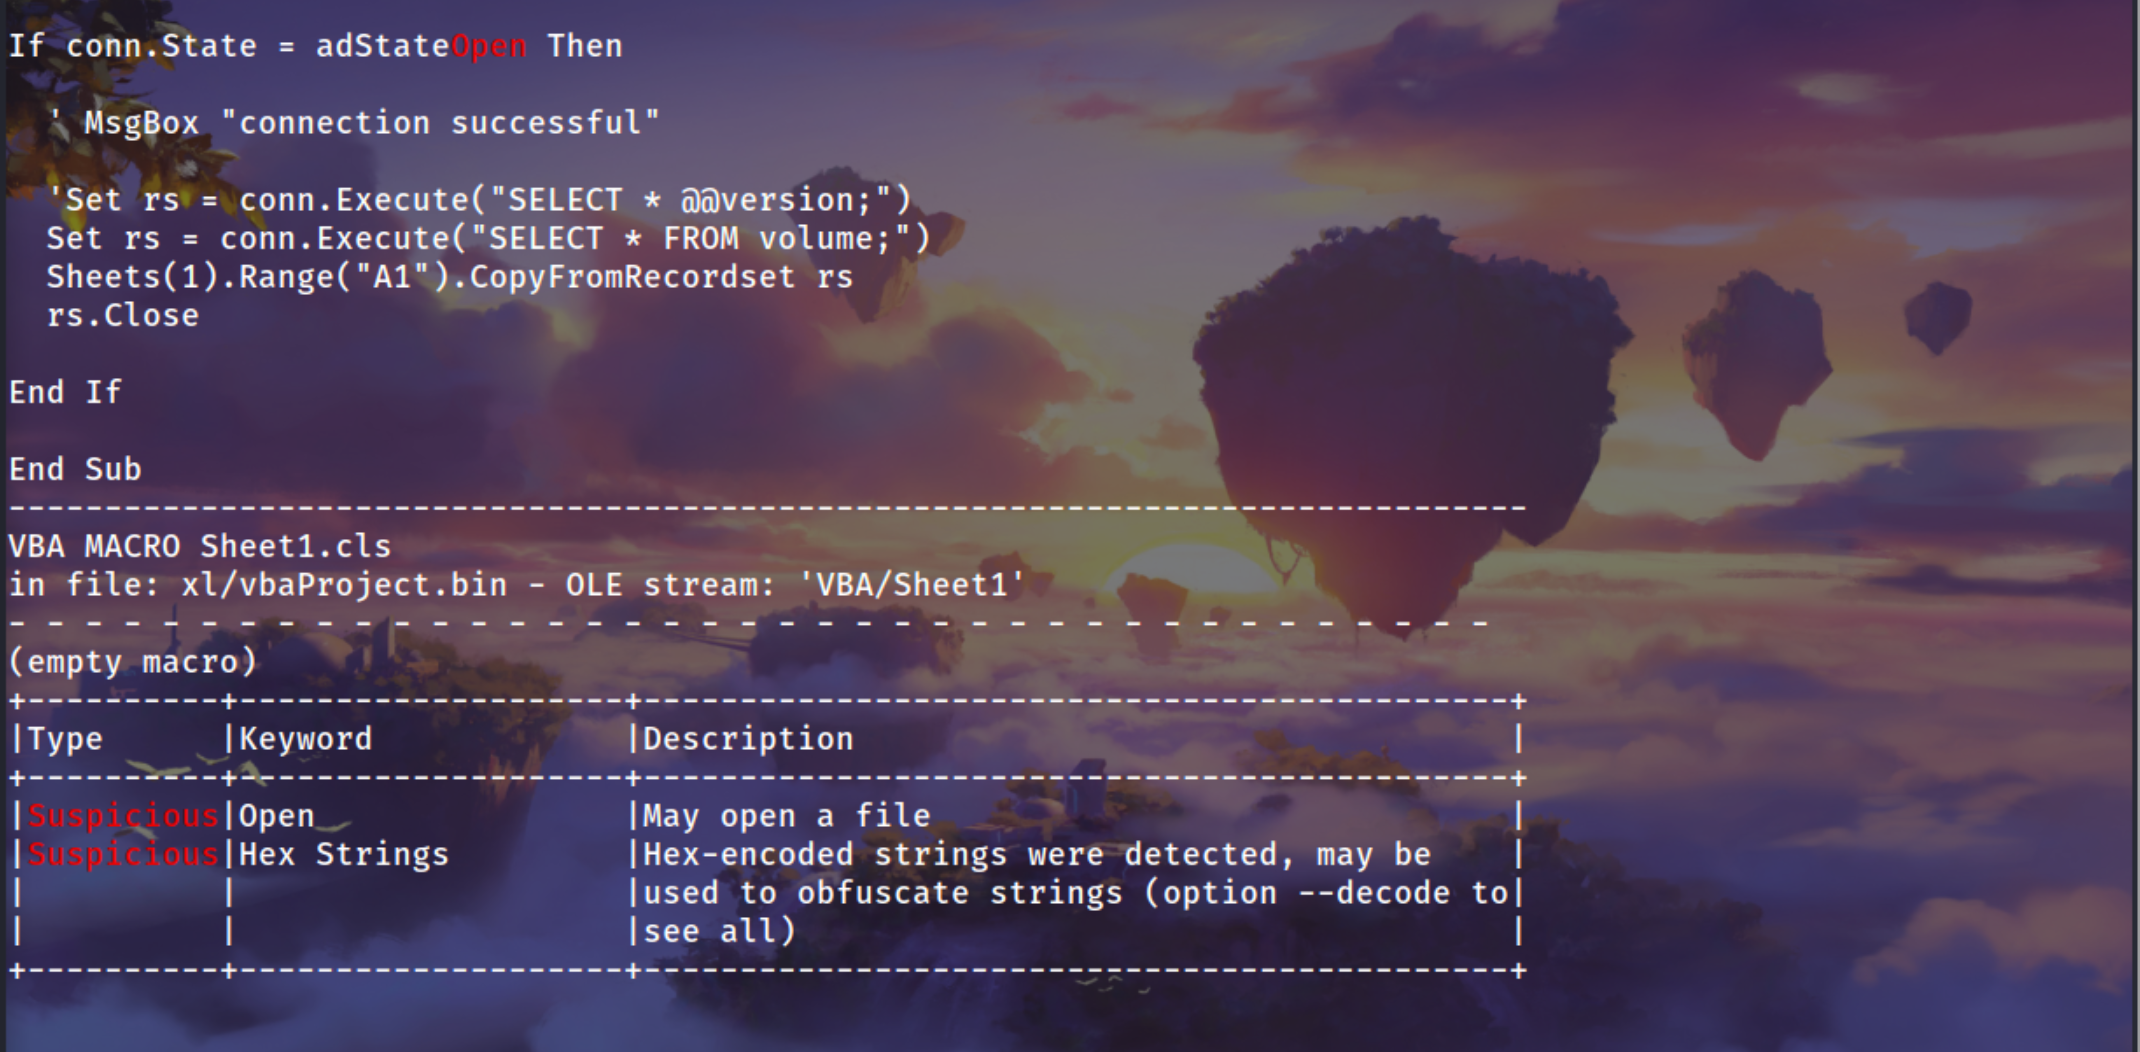 If conn.State = adStateOpen Then
' MsgBox "connection successful"
'Set rs = conn.Execute("SELECT * @@version;")
Set rs = conn.Execute("SELECT * FROM volume;")
Sheets(1).Range("A1").CopyFromRecordset rs
rs.Close
End If
End Sub
-------------------------------------------------------------------------------
VBA MACRO Sheet1.cls
in file: xl/vbaProject.bin - OLE stream: 'VBA/Sheet1'
- - - - - - - - - - - - - - - - - - - - - - - - - - - - - - - - - - - - - - -
(empty macro)
+----------+--------------------+---------------------------------------------+
|Type      |Keyword             |Description                                  |
+----------+--------------------+---------------------------------------------+
|Suspicious|Open                |May open a file                              |
|Suspicious|Hex Strings         |Hex-encoded strings were detected, may be    |
|          |                    |used to obfuscate strings (option --decode to|
|          |                    |see all)                                     |
+----------+--------------------+---------------------------------------------+